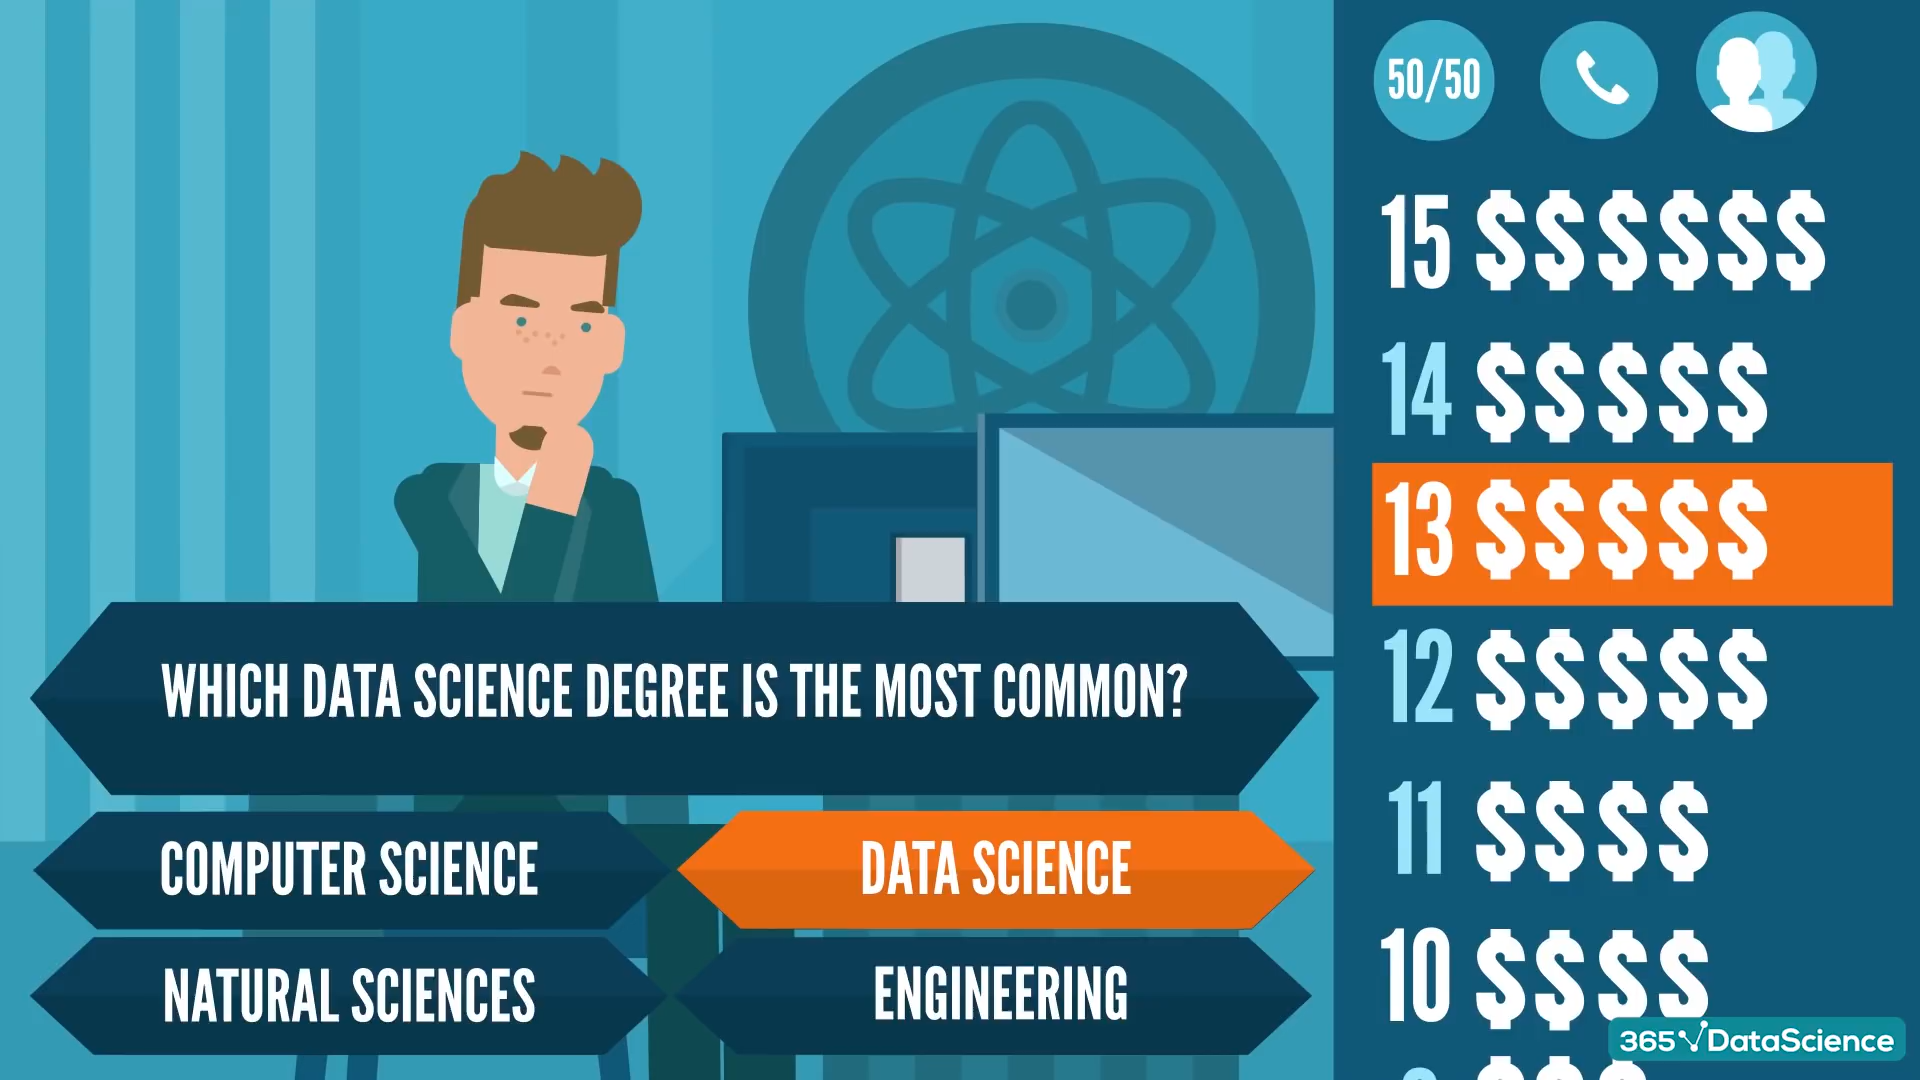 50/50
15 $$$$$$
14 $$$$$
13 $$$$$
12 $$$$$
11 $$$$
10 $$$$
$$$
WHICH DATA SCIENCE DEGREE IS THE MOST COMMON?
COMPUTER SCIENCE
DATA SCIENCE
NATURAL SCIENCES
ENGINEERING
365 DataScience